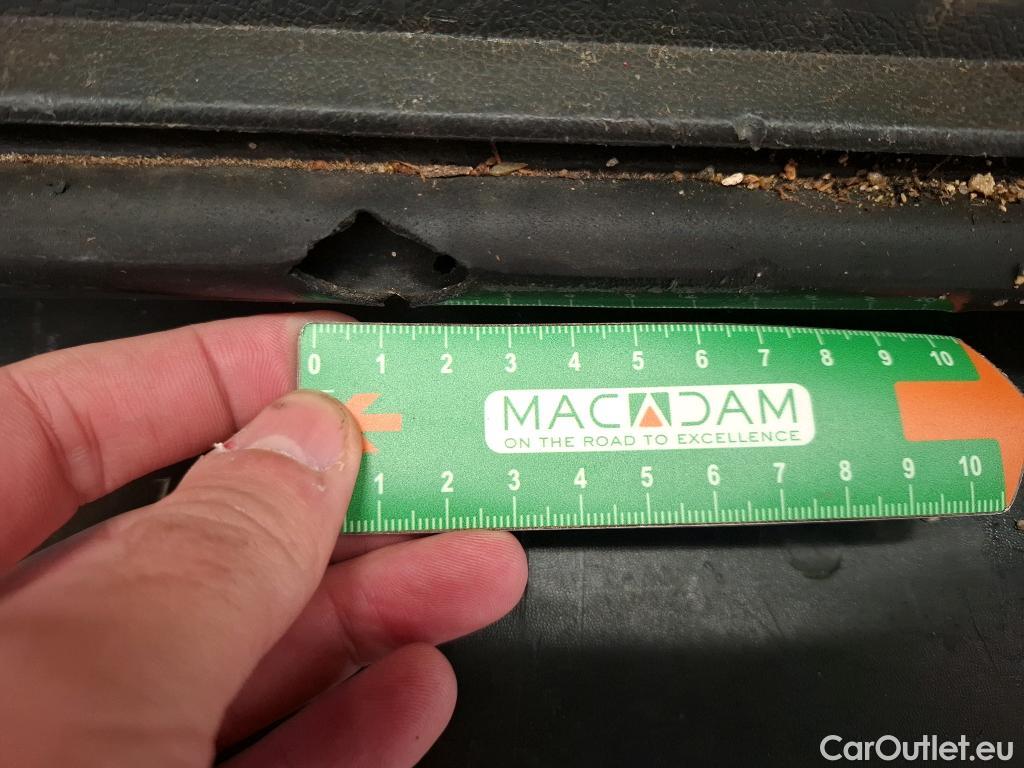 0 1 2 3 4 5 6 7 8 9 10
MACADAM
ON THE ROAD TO EXCELLENCE
1 2 3 4 5 6 7 8 9 10
CarOutlet.eu